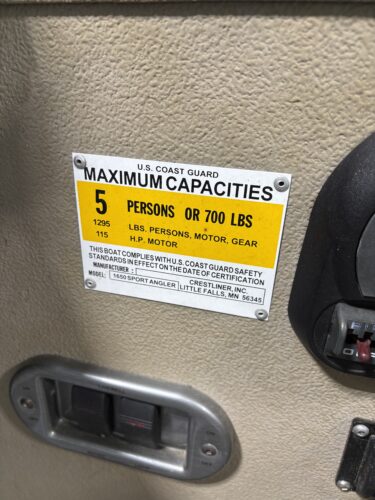 U.S. COAST GUARD
MAXIMUM CAPACITIES
5 PERSONS OR 700 LBS
1295 LBS, PERSONS, MOTOR, GEAR
115 H.P. MOTOR
THIS BOAT COMPLIES WITH U.S. COAST GUARD SAFETY
STANDARDS IN EFFECT ON THE DATE OF CERTIFICATION
MANUFACTURER: CRESTLINER, INC.
MODEL: 1650 SPORT ANGLER LITTLE FALLS, MN 56345